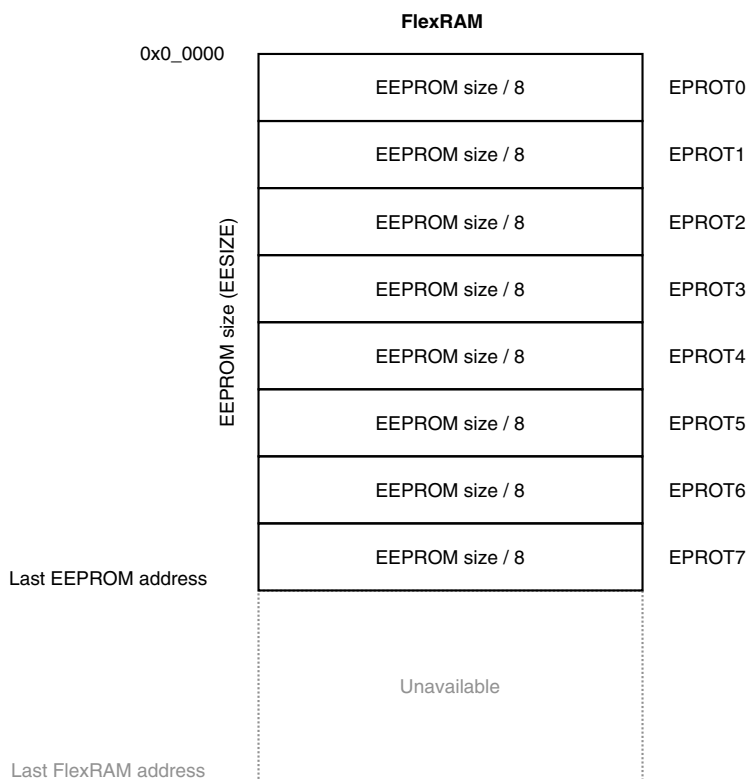 FlexRAM
0x0_0000
EEPROM size / 8 EPROT0
EEPROM size / 8 EPROT1
EEPROM size / 8 EPROT2
EEPROM size / 8 EPROT3
EEPROM size / 8 EPROT4
EEPROM size / 8 EPROT5
EEPROM size / 8 EPROT6
EEPROM size / 8 EPROT7
EEPROM size (EESIZE)
Last EEPROM address
Unavailable
Last FlexRAM address